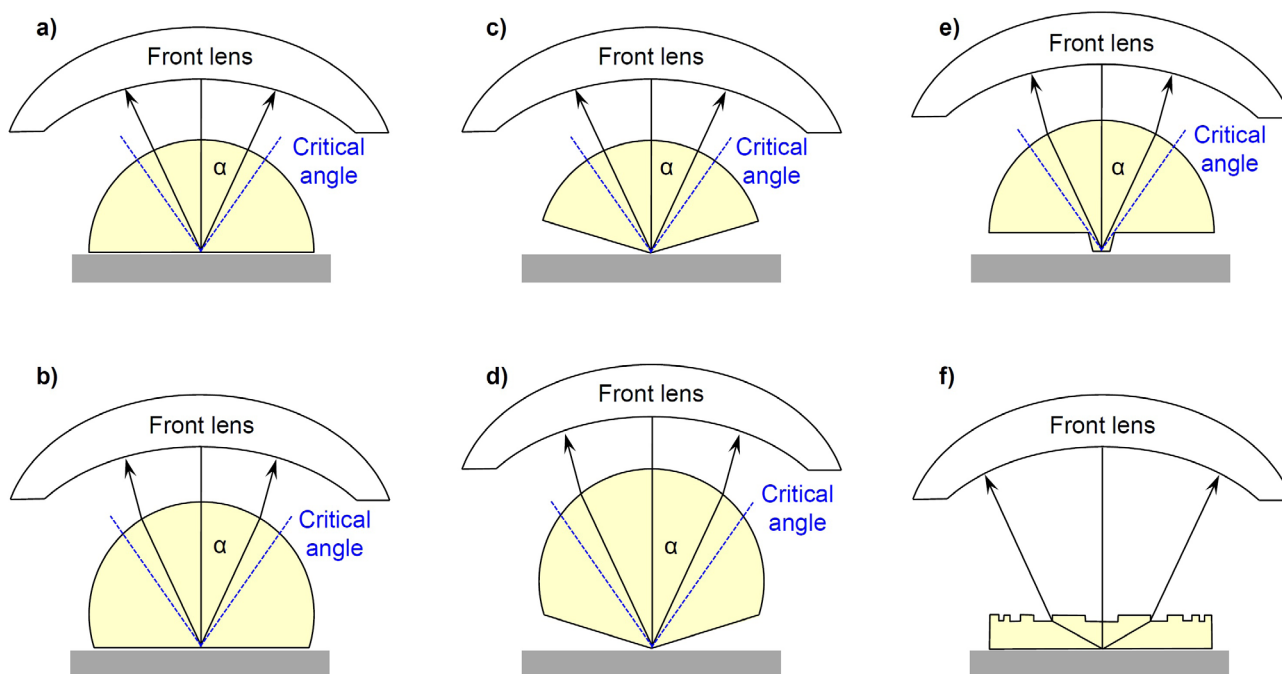 a)
Front lens
α
Critical
angle
c)
Front lens
α
Critical
angle
e)
Front lens
α
Critical
angle
b)
Front lens
α
Critical
angle
d)
Front lens
α
Critical
angle
f)
Front lens